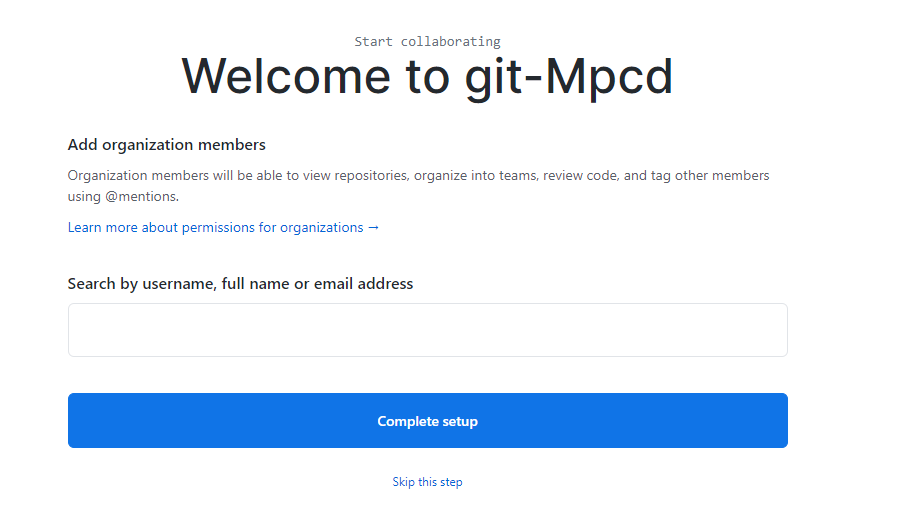 Start collaborating
Welcome to git-Mpcd
Add organization members
Organization members will be able to view repositories, organize into teams, review code, and tag other members
using @mentions.
Learn more about permissions for organizations →
Search by username, full name or email address
Complete setup
Skip this step